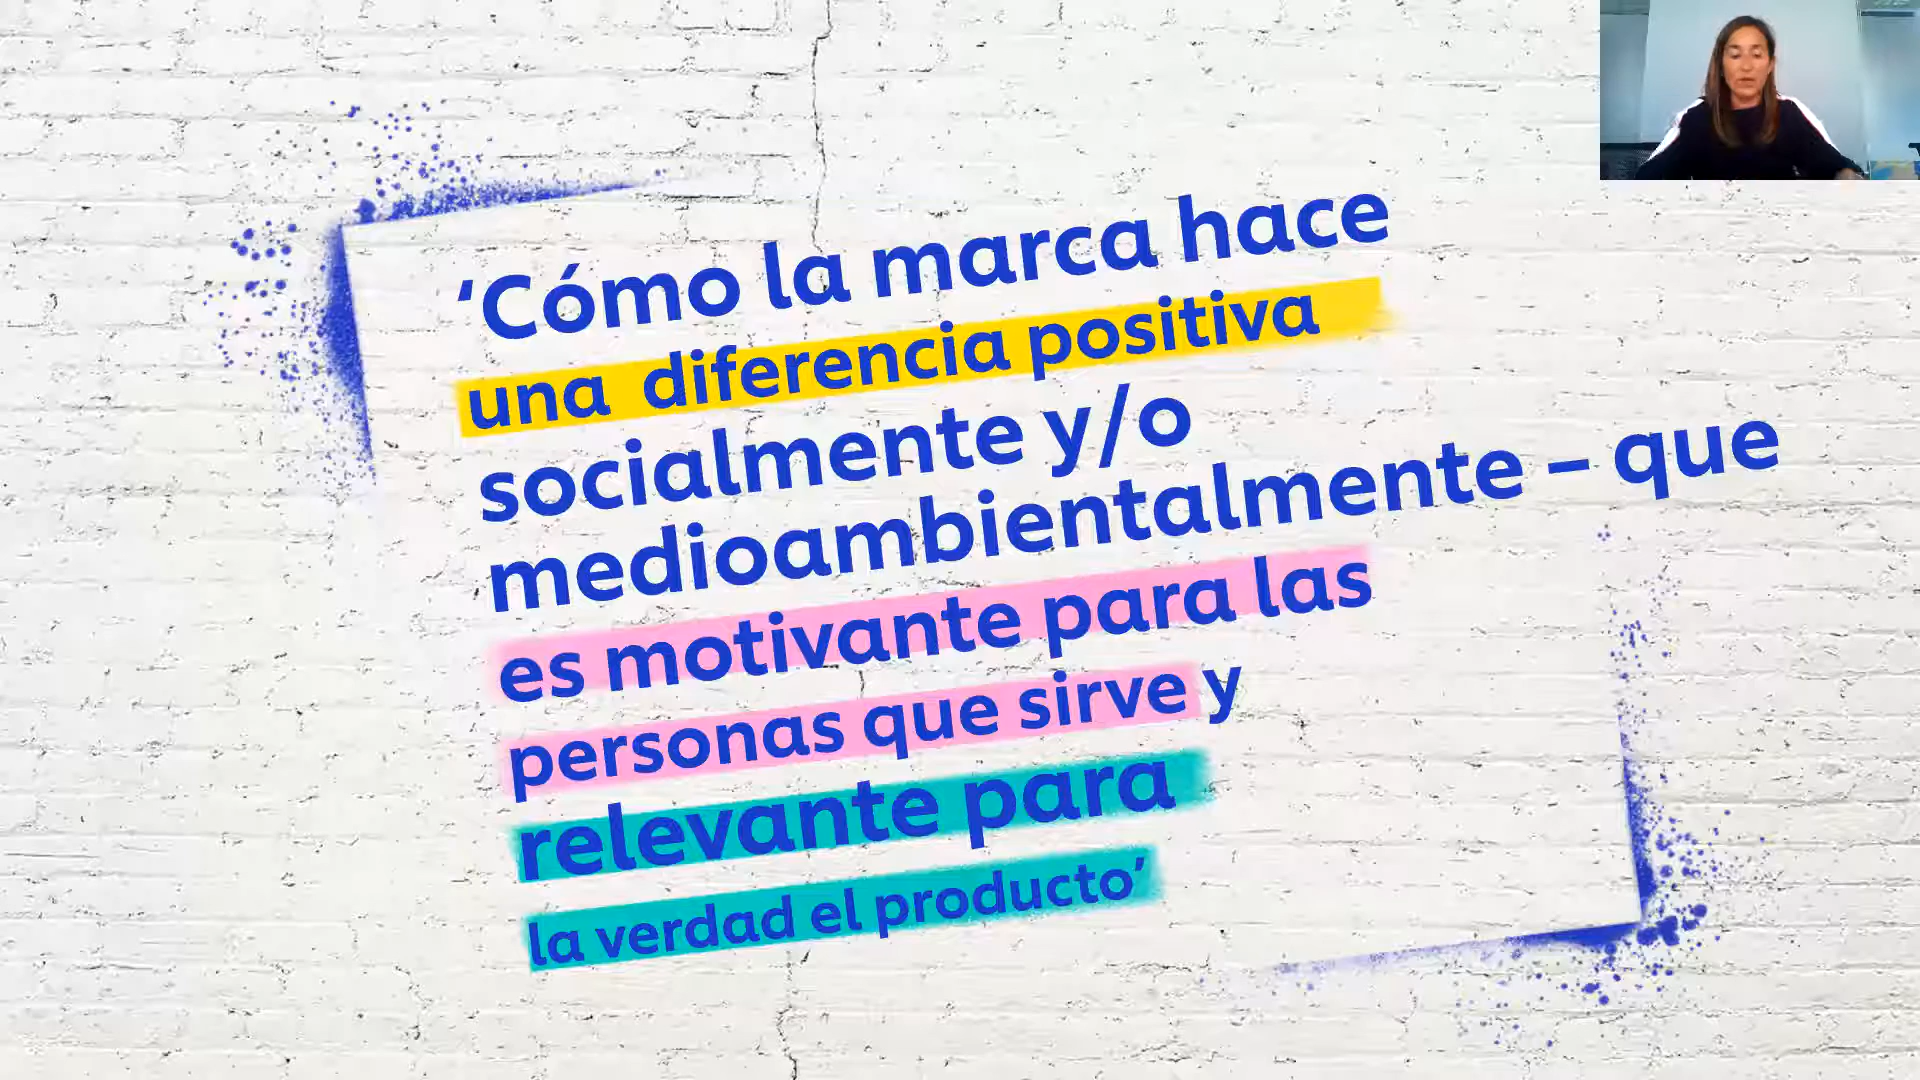 ‘Cómo la marca hace
una diferencia positiva
socialmente y/o
medioambientalmente – que
es motivante para las
personas que sirve y
relevante para
la verdad el producto’